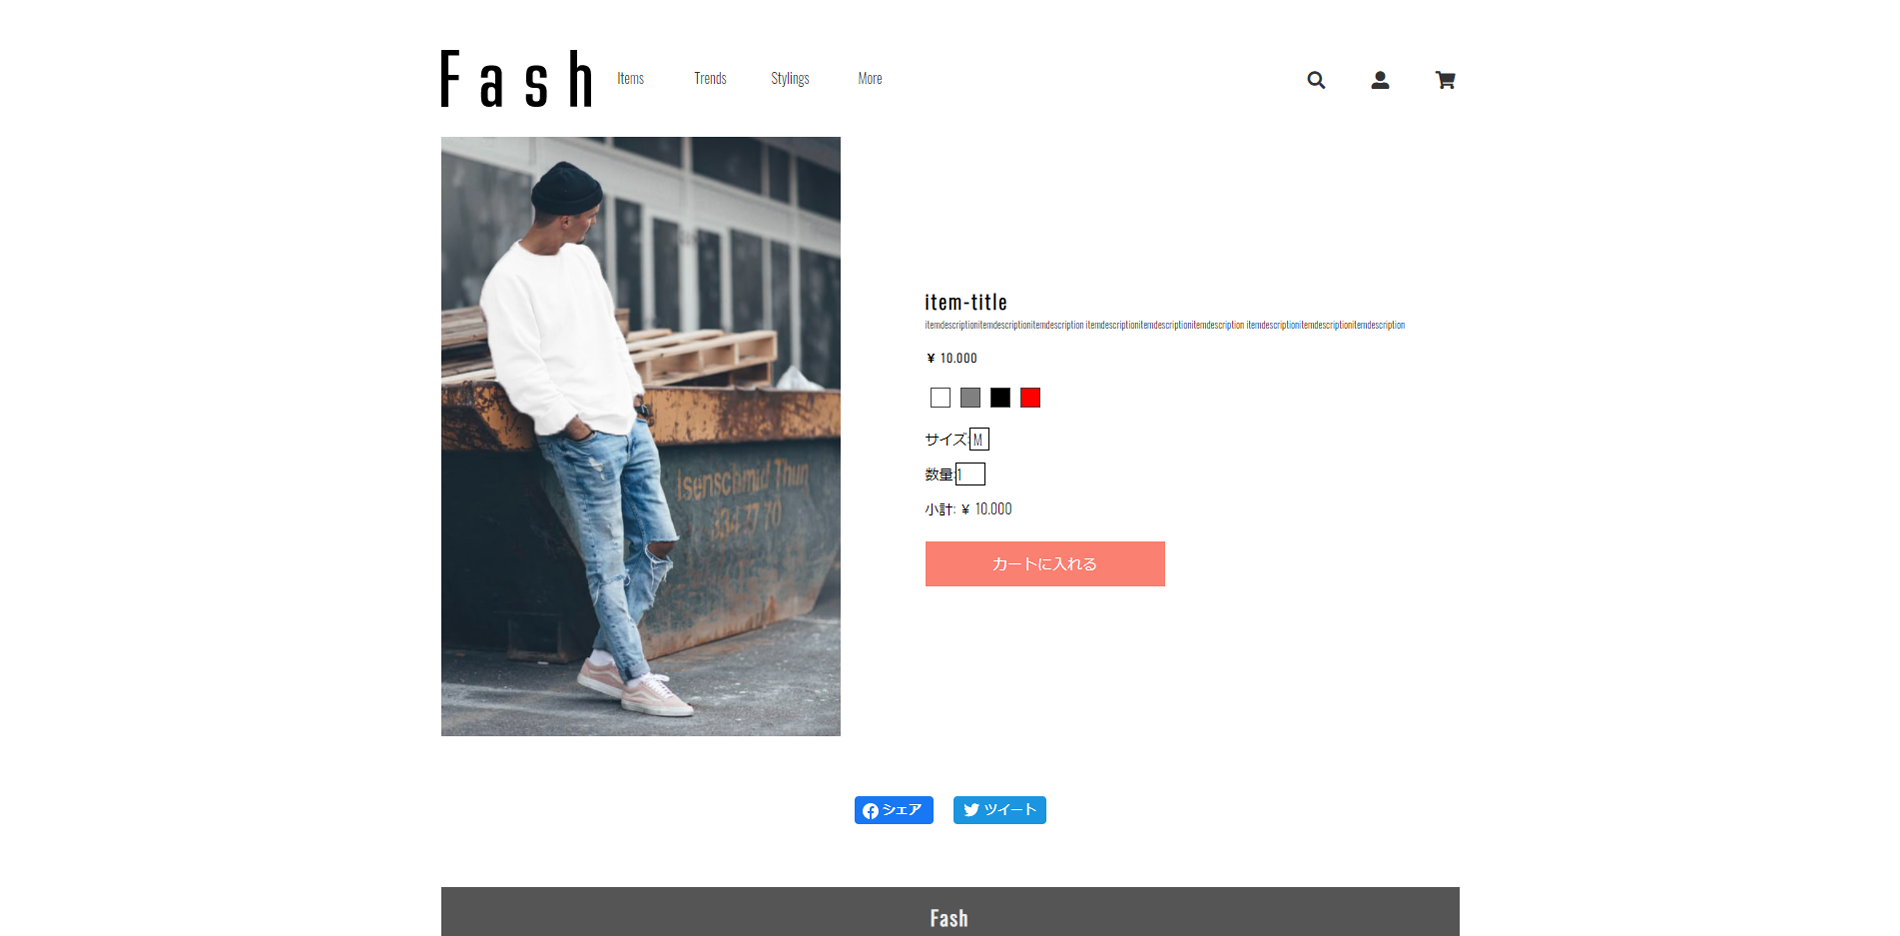 Fash
Items
Trends
Stylings
More
item-title
itemdescriptionitemdescriptionitemdescription itemdescriptionitemdescriptionitemdescription itemdescriptionitemdescriptionitemdescription
¥ 10.000
サイズ:M
数量:1
小計: ¥ 10.000
カートに入れる
Isenschmid Thun
334 77 70
シェア
ツイート
Fash